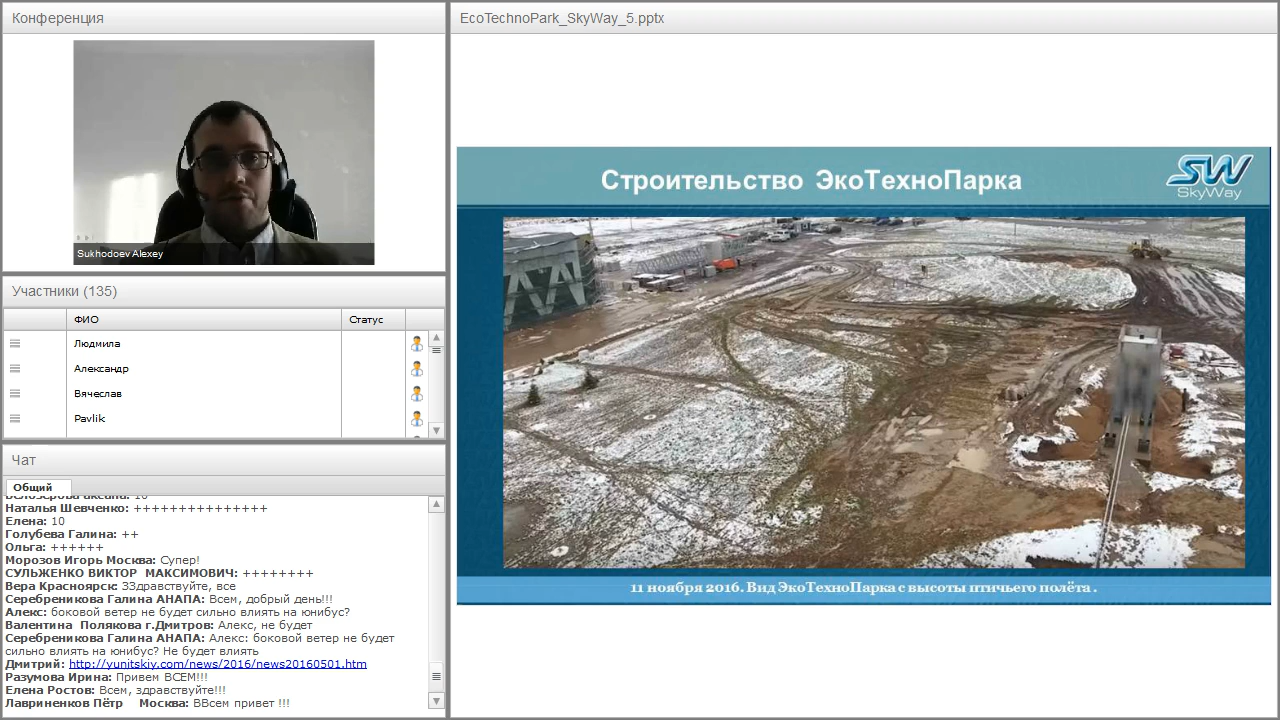 Конференция
Sukhodoev Alexey
Участники (135)
ФИО
Статус
Людмила
Александр
Вячеслав
Pavlik
Чат
Общий
Наталья Шевченко: +++++++++++++++
Елена: 10
Голубева Галина: ++
Ольга: ++++++
Морозов Игорь Москва: Супер!
СУЛЬЖЕНКО ВИКТОР МАКСИМОВИЧ: ++++++++
Вера Красноярск: ЗЗдравствуйте, все
Серебреникова Галина АНАПА: Всем, добрый день!!!
Алекс: боковой ветер не будет сильно влиять на юнибус?
Валентина Полякова г.Дмитров: Алекс, не будет
Серебреникова Галина АНАПА: Алекс: боковой ветер не будет
сильно влиять на юнибус? Не будет влиять
Дмитрий: http://yunitskiy.com/news/2016/news20160501.htm
Разумова Ирина: Привем ВСЕМ!!!
Елена Ростов: Всем, здравствуйте!!!
Лавриненков Пётр Москва: ВВсем привет !!!
EcoTechnoPark_SkyWay_5.pptx
Строительство ЭкоТехноПарка
SW
SkyWay
11 ноября 2016. Вид ЭкоТехноПарка с высоты птичьего полёта .